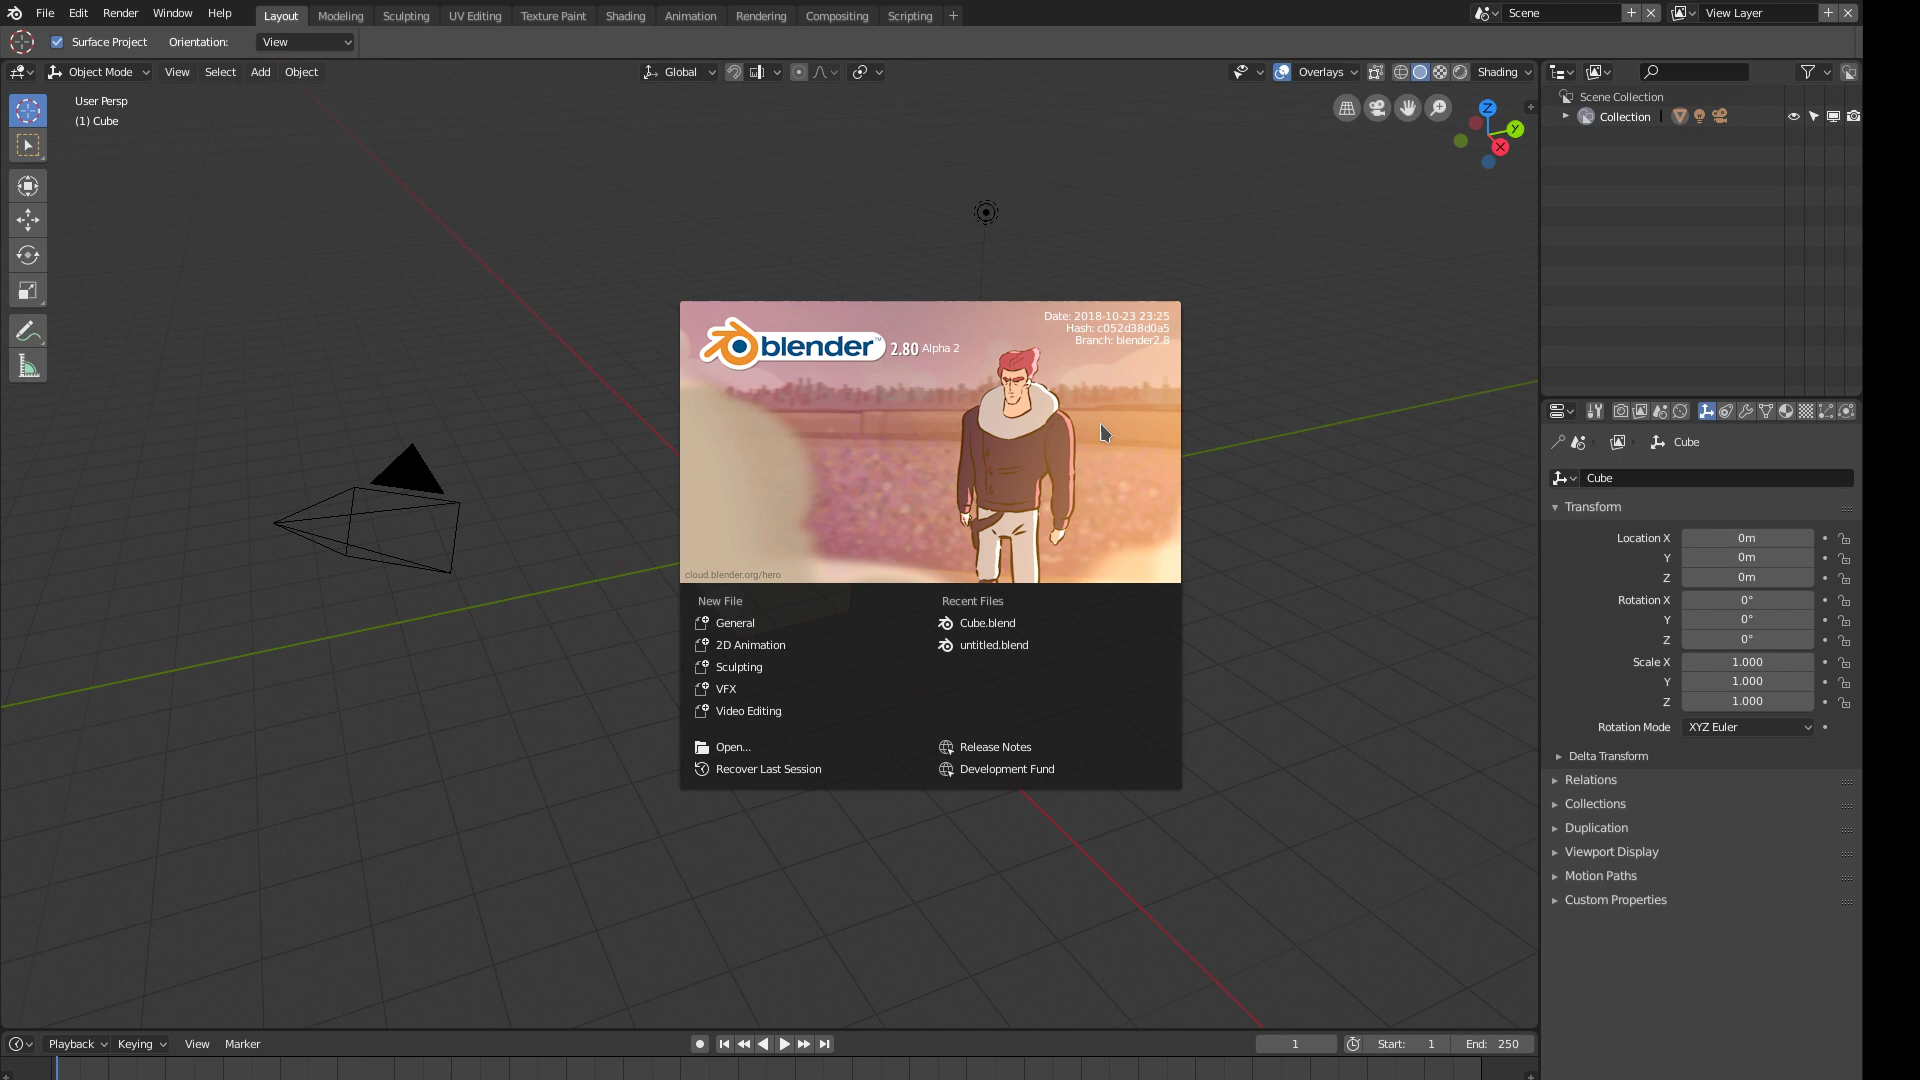 File Edit Render Window Help Layout Modeling Sculpting UV Editing Texture Paint Shading Animation Rendering Compositing Scripting Scene View Layer
Surface Project Orientation: View
Object Mode View Select Add Object Global Overlays Shading
User Persp
(1) Cube
Z
Y
X
Scene Collection
Collection
Date: 2018-10-23 23:25
Hash: c052d38d0a5
Branch: blender2.8
blender™ 2.80 Alpha 2
cloud.blender.org/hero
New File Recent Files
General Cube.blend
2D Animation untitled.blend
Sculpting
VFX
Video Editing
Open... Release Notes
Recover Last Session Development Fund
Cube
Cube
Transform
Location X 0m
Y 0m
Z 0m
Rotation X 0°
Y 0°
Z 0°
Scale X 1.000
Y 1.000
Z 1.000
Rotation Mode XYZ Euler
Delta Transform
Relations
Collections
Duplication
Viewport Display
Motion Paths
Custom Properties
Playback Keying View Marker 1 Start: 1 End: 250